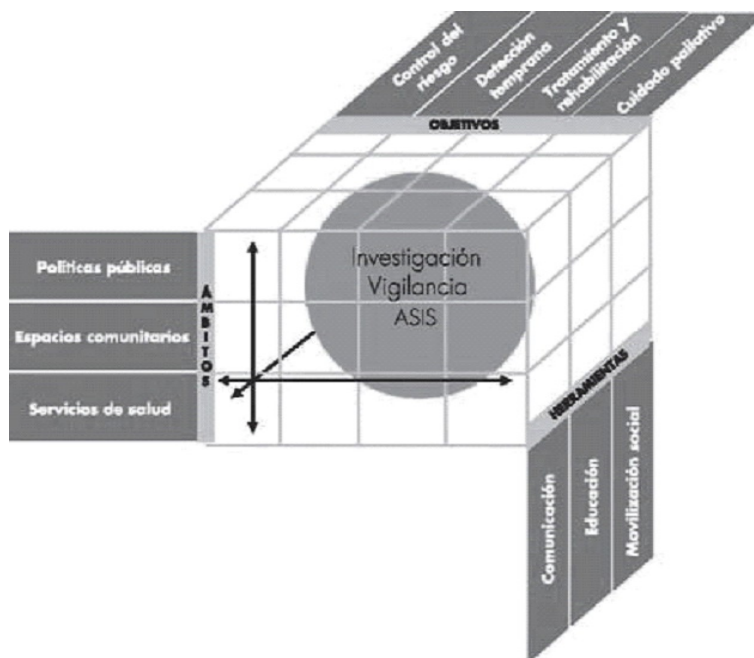 Control del
riesgo
Detección
temprana
Tratamiento y
rehabilitación
Cuidado paliativo
OBJETIVOS
Políticas públicas
Espacios comunitarios
Servicios de salud
ÁMBITOS
Investigación
Vigilancia
ASIS
HERRAMIENTAS
Comunicación
Educación
Movilización social